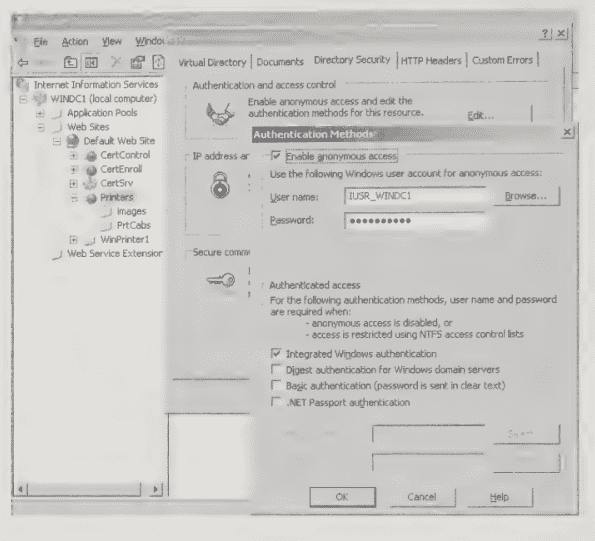 File Action View Windo
Virtual Directory Documents Directory Security HTTP Headers Custom Errors
Internet Information Services
WINDC1 (local computer)
Application Pools
Web Sites
Default Web Site
CertControl
CertEnroll
CertSrv
Printers
Images
PrtCabs
WinPrinter1
Web Service Extension
Authentication and access control
Enable anonymous access and edit the
authentication methods for this resource.
Edit...
IP address ar
Secure comm
Authentication Methods
Enable anonymous access
Use the following Windows user account for anonymous access:
User name: IUSR_WINDC1 Browse...
Password: ••••••••••
Authenticated access
For the following authentication methods, user name and password
are required when:
- anonymous access is disabled, or
- access is restricted using NTFS access control lists
Integrated Windows authentication
Digest authentication for Windows domain servers
Basic authentication (password is sent in clear text)
.NET Passport authentication
OK Cancel Help